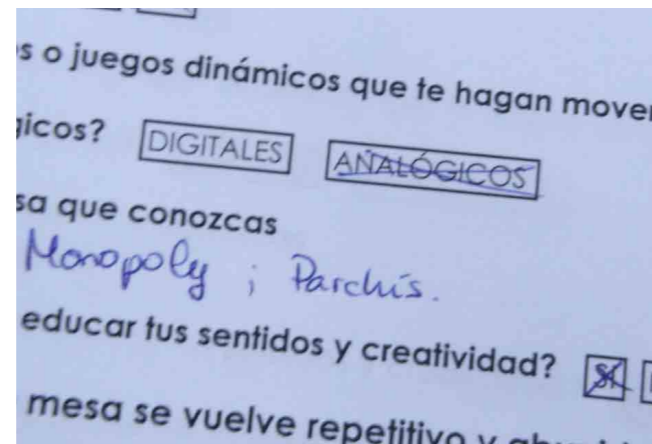 s o juegos dinámicos que te hagan mover
gicos? DIGITALES ANALÓGICOS
sa que conozcas
Monopoly ; Parchís.
educar tus sentidos y creatividad? SI
mesa se vuelve repetitivo y